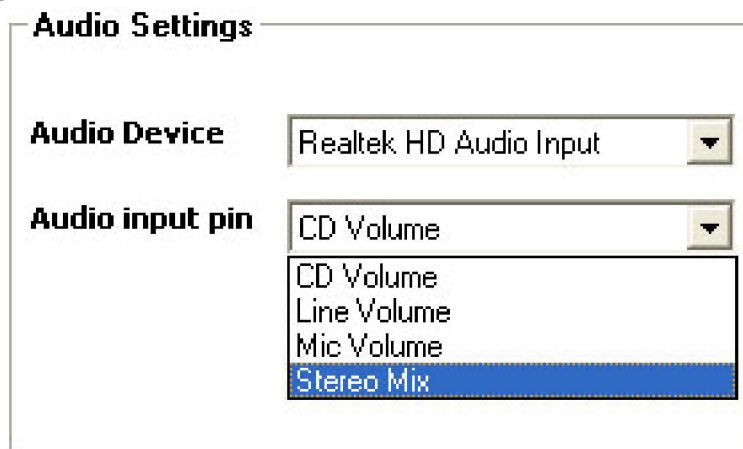 Audio Settings
Audio Device
Realtek HD Audio Input
Audio input pin
CD Volume
CD Volume
Line Volume
Mic Volume
Stereo Mix